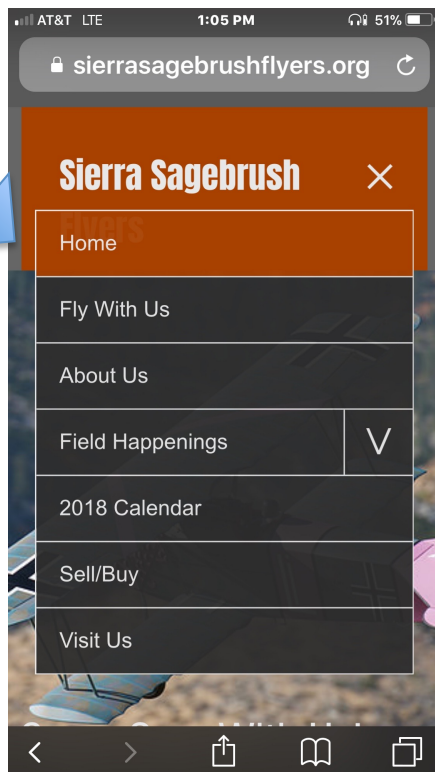 AT&T LTE 1:05 PM 51%
sierrasagebrushflyers.org
Sierra Sagebrush
Flyers
Home
Fly With Us
About Us
Field Happenings
2018 Calendar
Sell/Buy
Visit Us